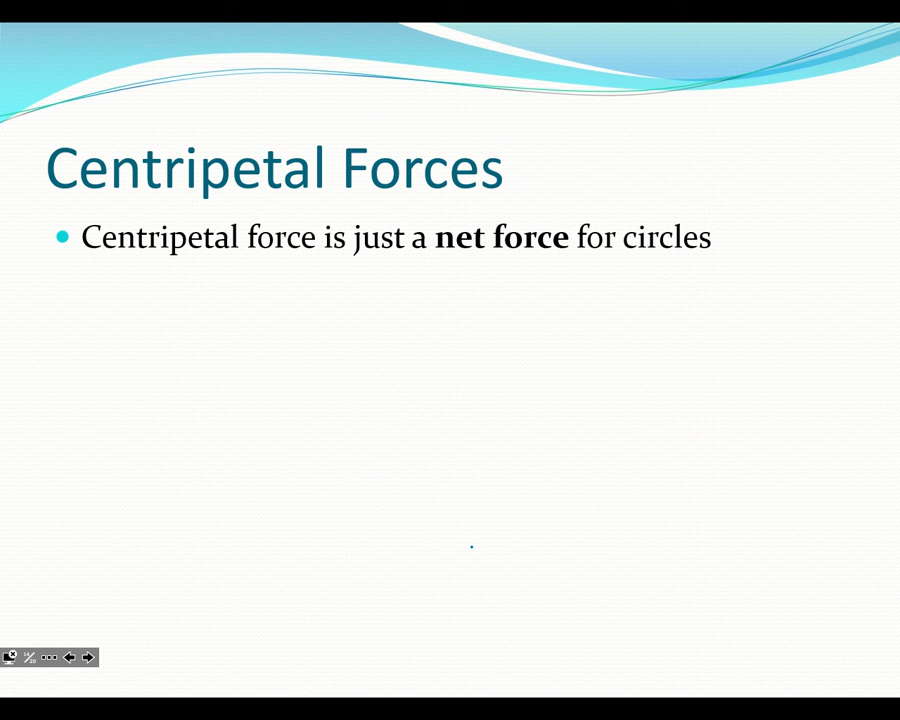 Centripetal Forces
• Centripetal force is just a net force for circles